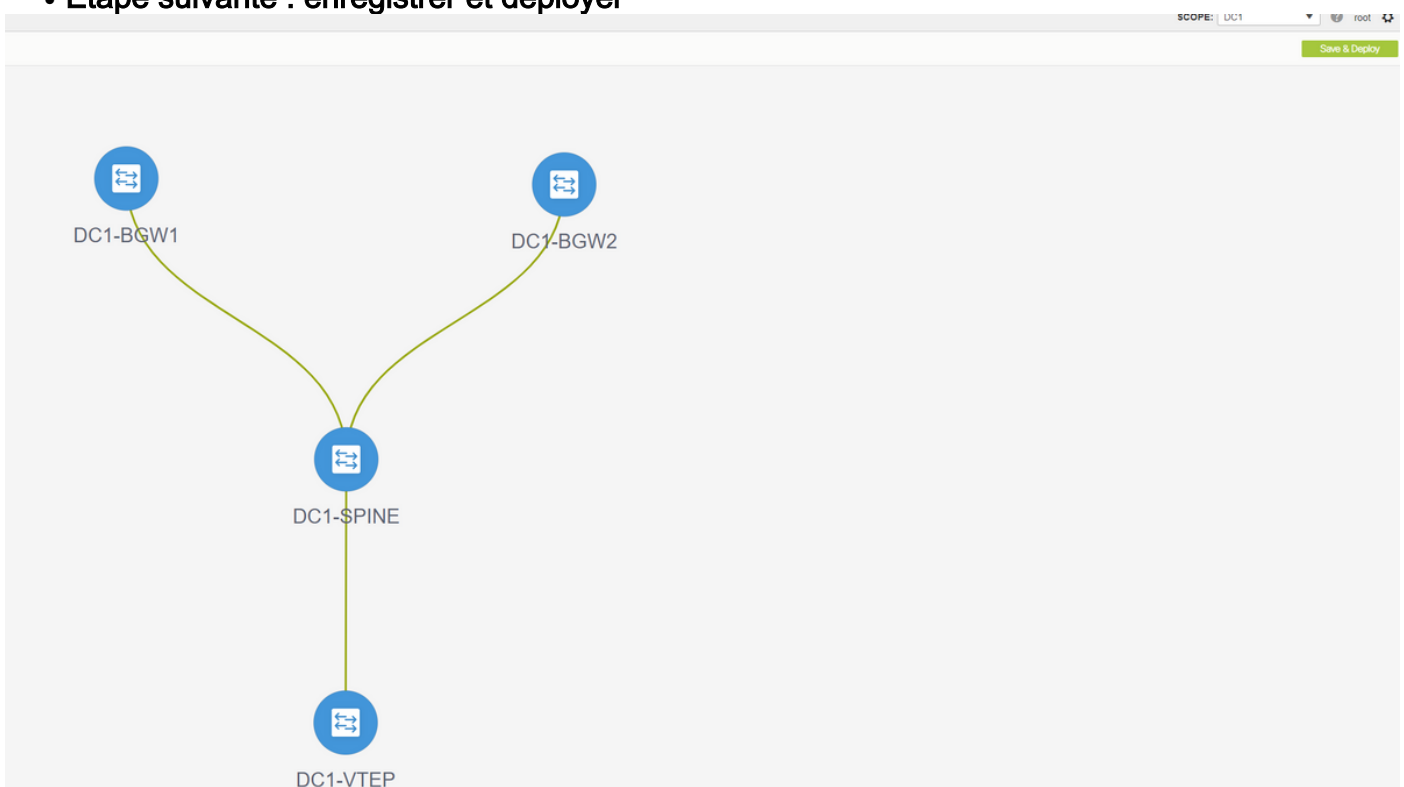 • Étape suivante : enregistrer et déployer
SCOPE: DC1 root
Save & Deploy
DC1-BGW1
DC1-BGW2
DC1-SPINE
DC1-VTEP